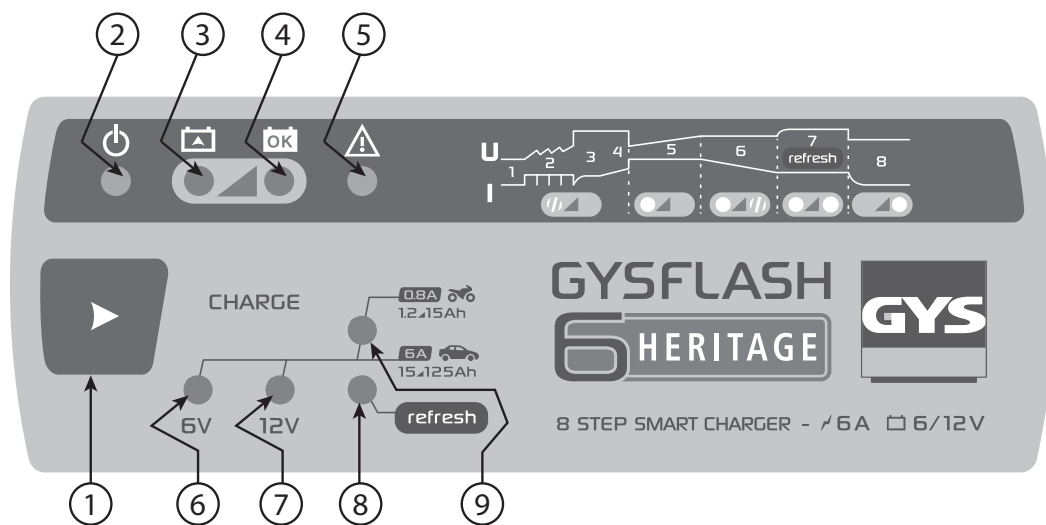 2 3 4 5
OK
U
I
1 2 3 4 5 6 7 8
refresh
CHARGE
0.8A
1.2 15Ah
6A
15 125Ah
6V 12V
refresh
GYSFLASH
6 HERITAGE
GYS
8 STEP SMART CHARGER - 6A 6/12V
1 6 7 8 9